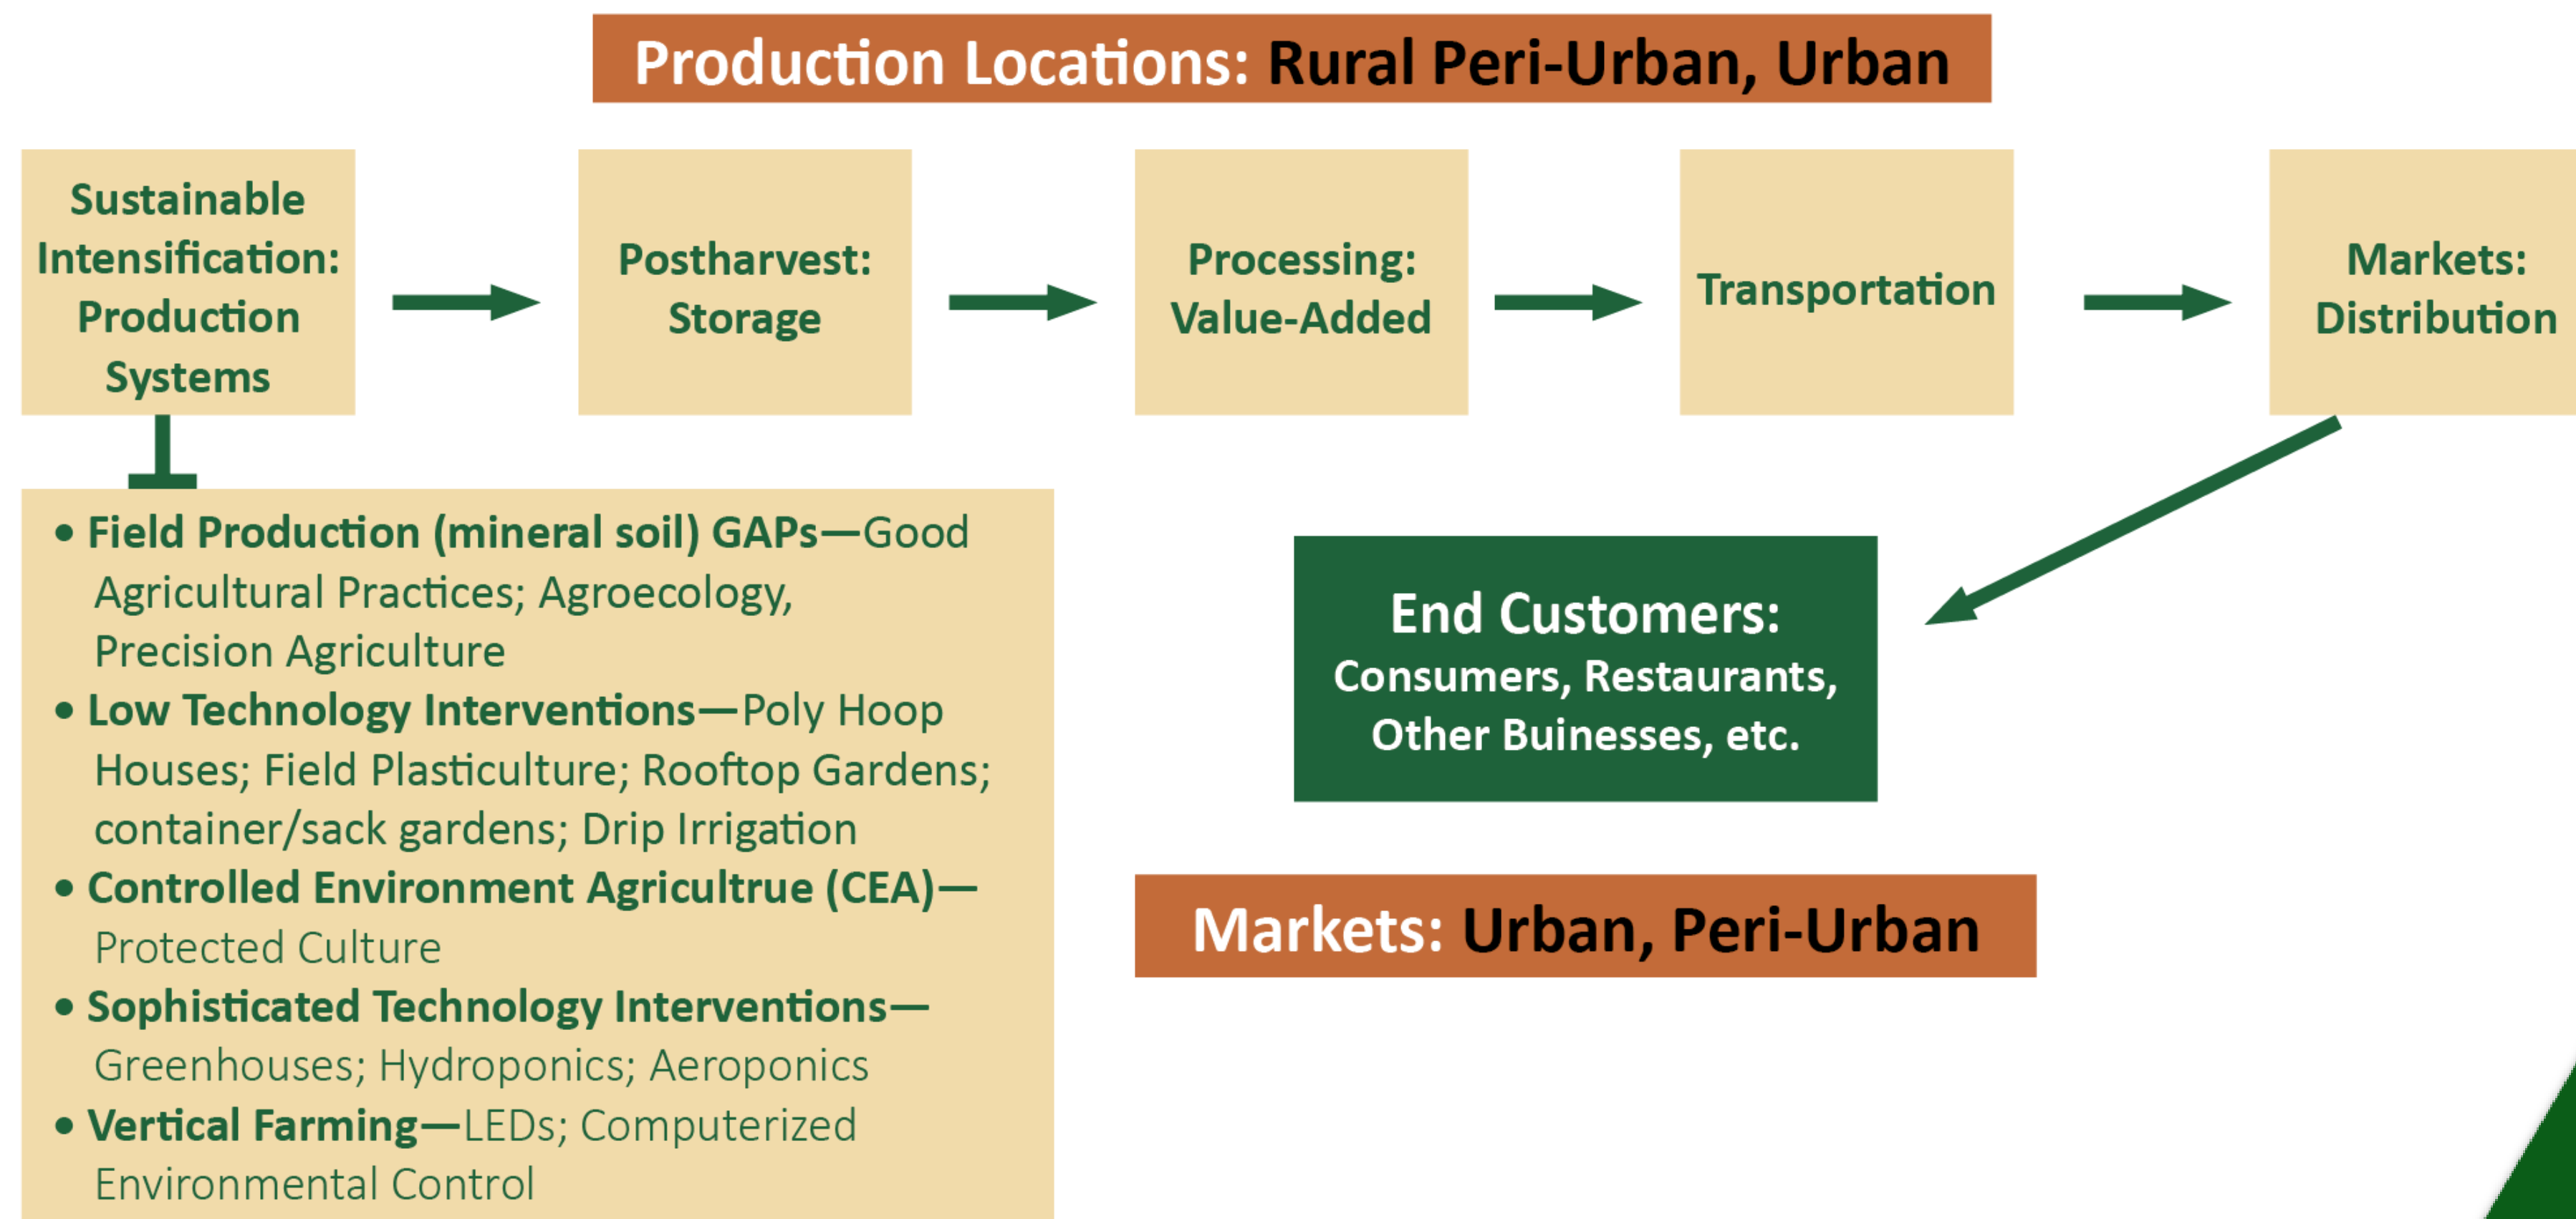 Production Locations: Rural Peri-Urban, Urban
Sustainable
Intensification:
Production
Systems
Postharvest:
Storage
Processing:
Value-Added
Transportation
Markets:
Distribution
• Field Production (mineral soil) GAPs—Good
Agricultural Practices; Agroecology,
Precision Agriculture
• Low Technology Interventions—Poly Hoop
Houses; Field Plasticulture; Rooftop Gardens;
container/sack gardens; Drip Irrigation
• Controlled Environment Agricultrue (CEA)—
Protected Culture
• Sophisticated Technology Interventions—
Greenhouses; Hydroponics; Aeroponics
• Vertical Farming—LEDs; Computerized
Environmental Control
End Customers:
Consumers, Restaurants,
Other Buinesses, etc.
Markets: Urban, Peri-Urban